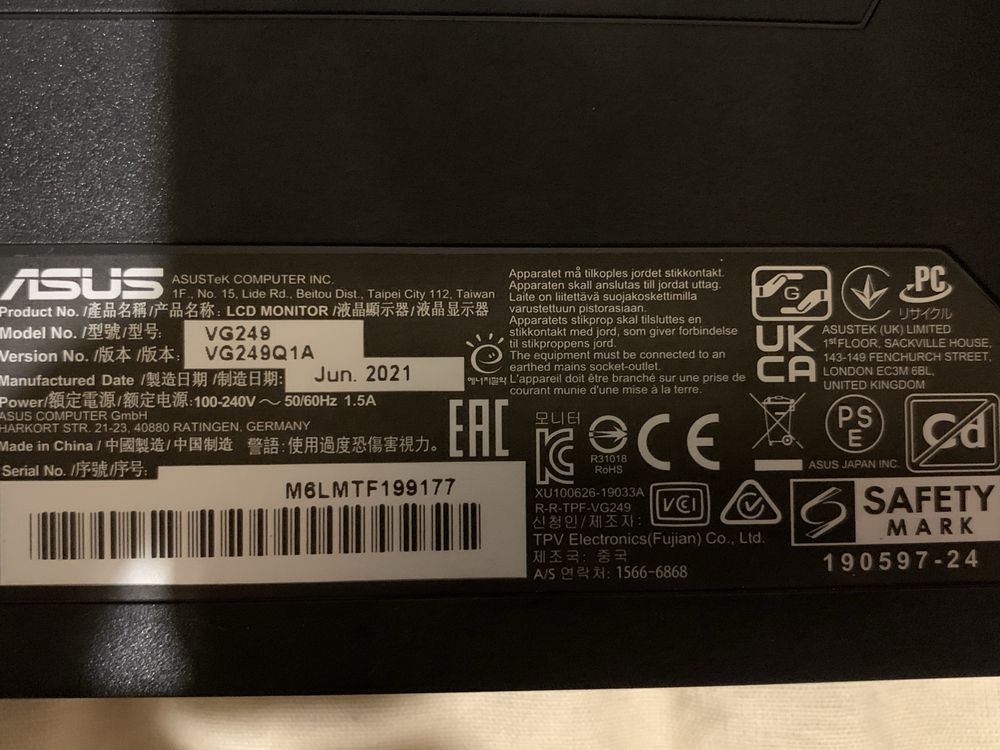 ASUS ASUSTeK COMPUTER INC.
1F., No. 15, Lide Rd., Beitou Dist., Taipei City 112, Taiwan
Product No. /產品名稱/产品名称: LCD MONITOR /液晶顯示器/液晶显示器
Model No. /型號/型号: VG249
Version No. /版本 /版本: VG249Q1A
Manufactured Date /製造日期 /制造日期: Jun. 2021
Power/額定電源/额定电源:100-240V ～ 50/60Hz 1.5A
ASUS COMPUTER GmbH
HARKORT STR. 21-23, 40880 RATINGEN, GERMANY
Made in China / 中國製造/中国制造 警語:使用過度恐傷害視力。
Serial No. /序號/序号:
M6LMTF199177
에너지절약
EAC
Apparatet må tilkoples jordet stikkontakt.
Apparaten skall anslutas till jordat uttag.
Laite on liitettävä suojakoskettimilla
varustettuun pistorasiaan.
Apparatets stikprop skal tilsluttes en
stikkontakt med jord, som giver forbindelse
til stikproppens jord.
The equipment must be connected to an
earthed mains socket-outlet.
L'appareil doit être branché sur une prise de
courant munie d'une mise à la terre.
모니터
R31018
RoHS
CE
XU100626-19033A
R-R-TPF-VG249
신청인/제조자:
TPV Electronics(Fujian) Co., Ltd.
제조국: 중국
A/S 연락처: 1566-6868
VCI
G
PC
リサイクル
UK
CA
ASUSTEK (UK) LIMITED
1st FLOOR, SACKVILLE HOUSE,
143-149 FENCHURCH STREET,
LONDON EC3M 6BL,
UNITED KINGDOM
PS
E
ASUS JAPAN INC.
Cd
SAFETY
MARK
190597-24